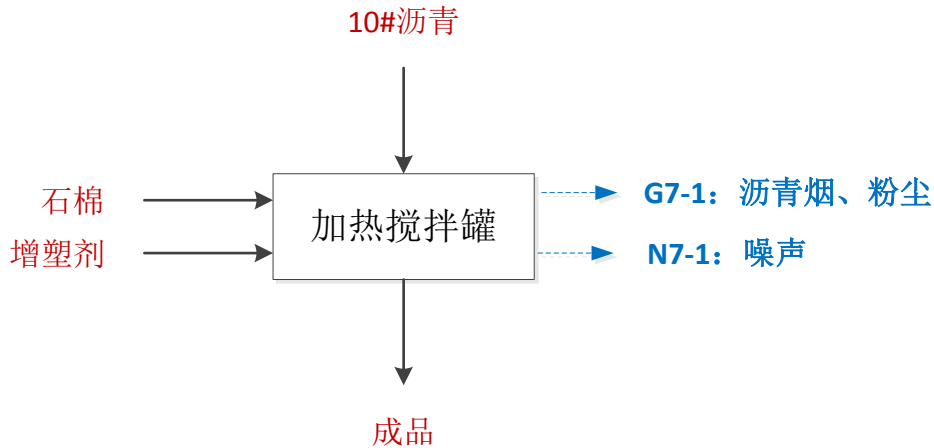 10#沥青
石棉
增塑剂
加热搅拌罐
G7-1：沥青烟、粉尘
N7-1：噪声
成品